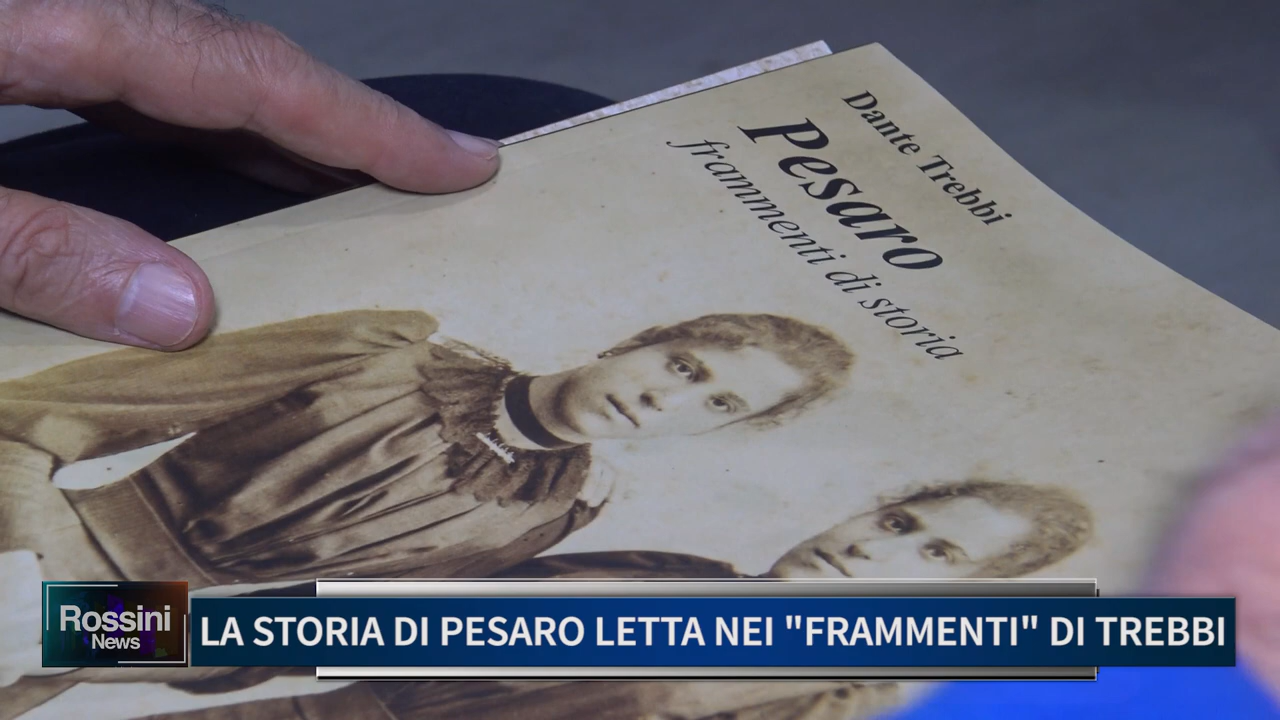 Dante Trebbi
Pesaro
frammenti di storia
Rossini
News
LA STORIA DI PESARO LETTA NEI "FRAMMENTI" DI TREBBI